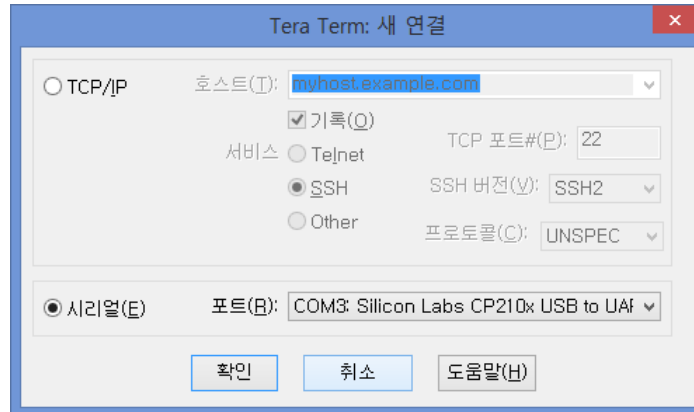 Tera Term: 새 연결
TCP/IP 호스트(T): myhost.example.com
기록(O)
서비스 Telnet TCP 포트#(P): 22
SSH SSH 버전(V): SSH2
Other 프로토콜(C): UNSPEC
시리얼(E) 포트(R): COM3: Silicon Labs CP210x USB to UAR
확인 취소 도움말(H)